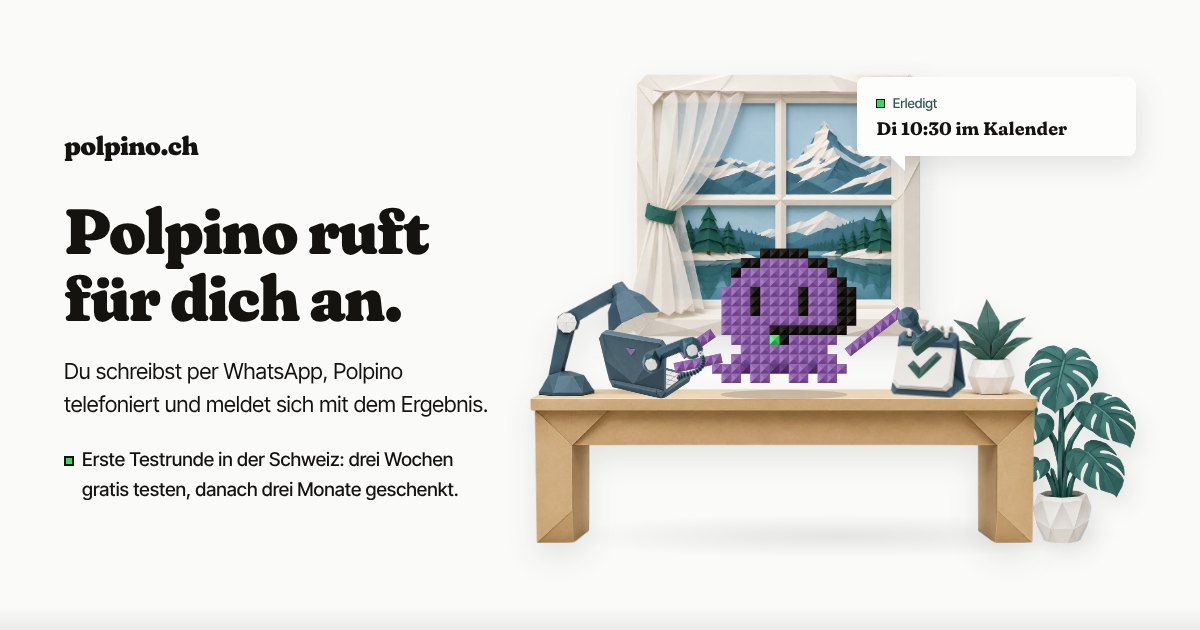 polpino.ch
Polpino ruft
für dich an.
Du schreibst per WhatsApp, Polpino
telefoniert und meldet sich mit dem Ergebnis.
Erste Testrunde in der Schweiz: drei Wochen
gratis testen, danach drei Monate geschenkt.
Erledigt
Di 10:30 im Kalender